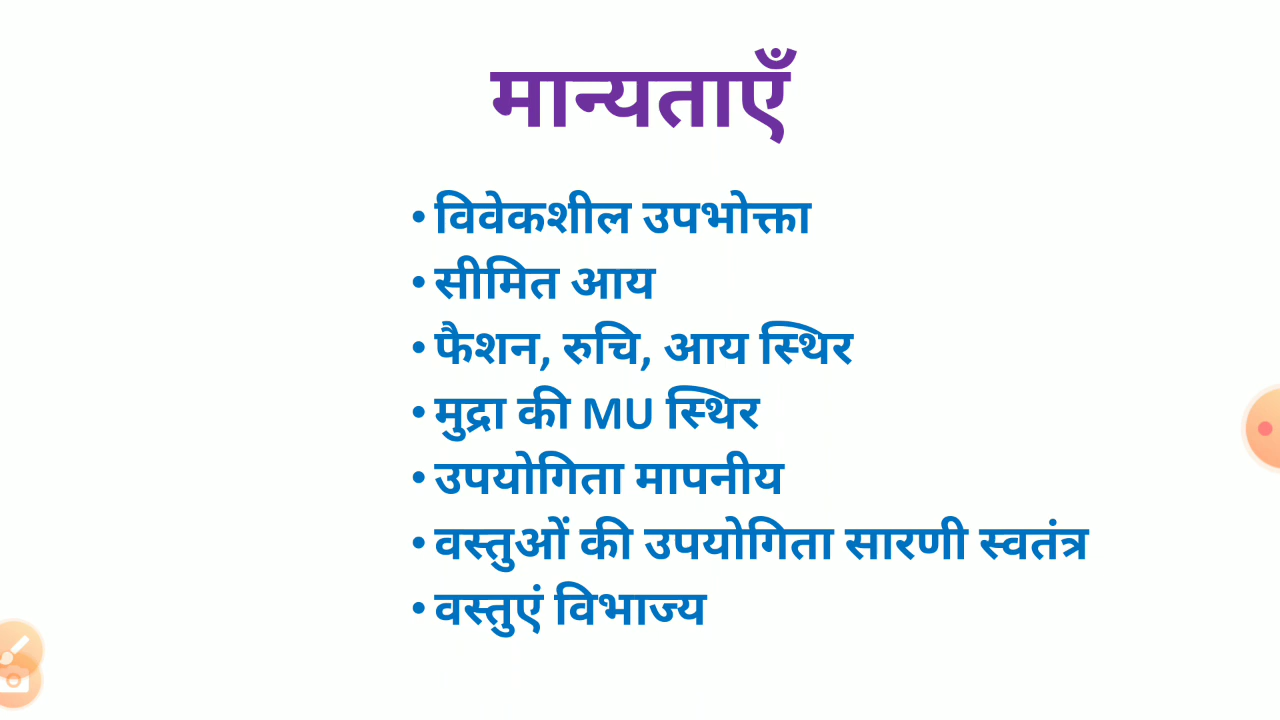 मान्यताएँ
• विवेकशील उपभोक्ता
• सीमित आय
• फैशन, रुचि, आय स्थिर
• मुद्रा की MU स्थिर
• उपयोगिता मापनीय
• वस्तुओं की उपयोगिता सारणी स्वतंत्र
• वस्तुएं विभाज्य